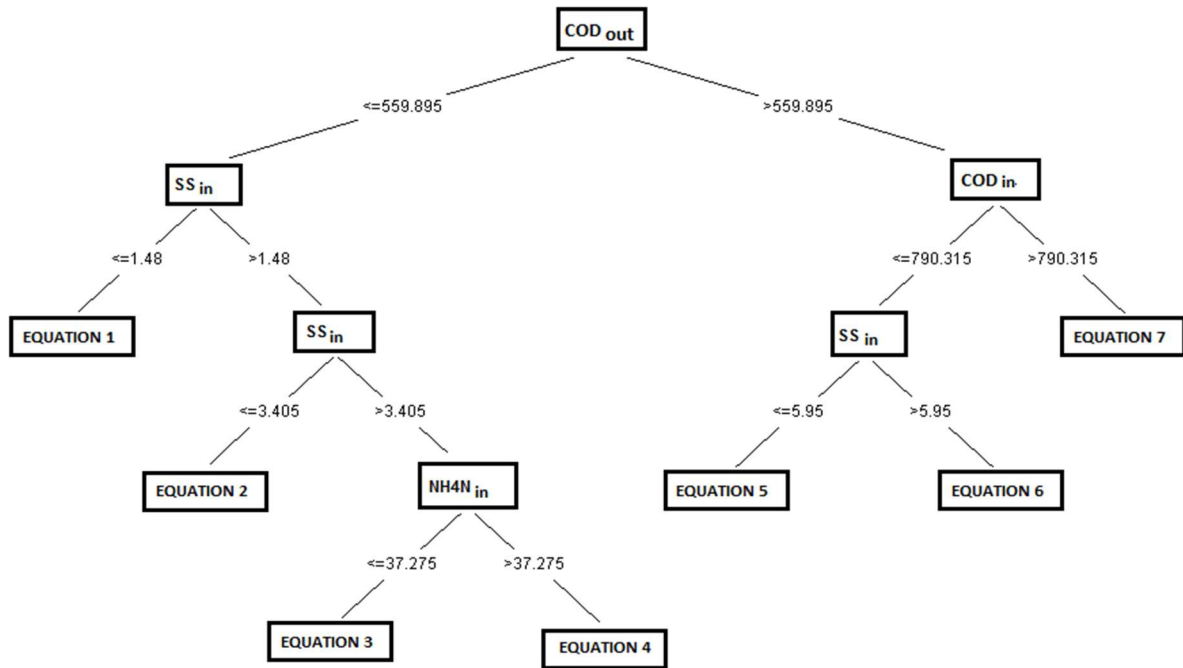 COD out
<=559.895 >559.895
SS in
COD in.
<=1.48 >1.48
<=790.315 >790.315
EQUATION 1
SS in
SS in
EQUATION 7
<=3.405 >3.405
<=5.95 >5.95
EQUATION 2
NH4N in
EQUATION 5
EQUATION 6
<=37.275 >37.275
EQUATION 3
EQUATION 4